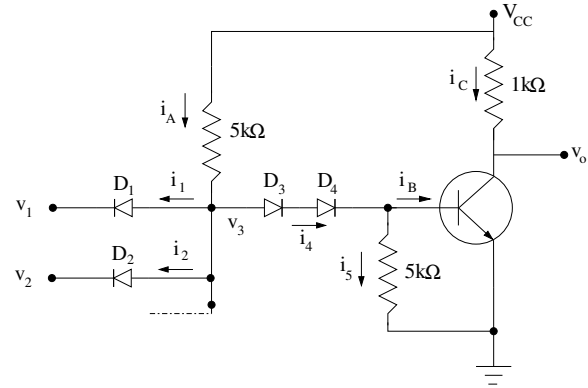 V_CC
i_C
1kΩ
i_A
5kΩ
v_o
D_1
i_1
D_3
D_4
i_B
v_1
v_3
i_4
D_2
i_2
v_2
i_5
5kΩ